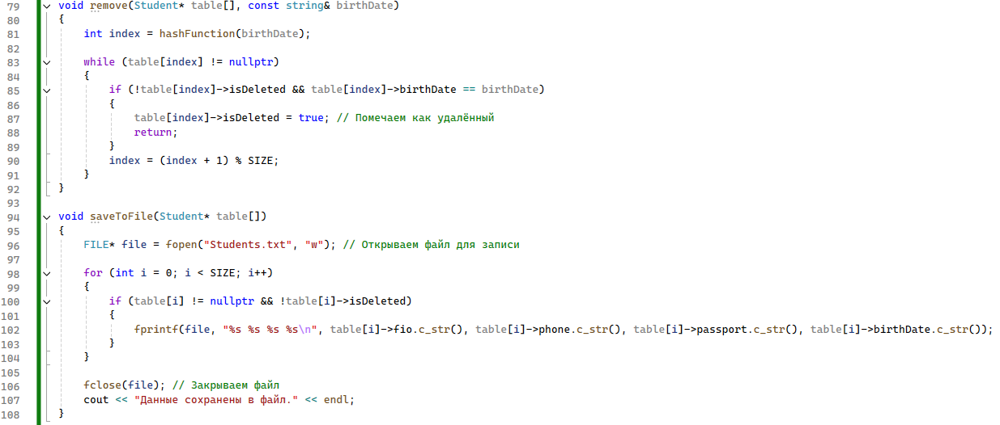 79 void remove(Student* table[], const string& birthDate)
80 {
81     int index = hashFunction(birthDate);
82
83     while (table[index] != nullptr)
84     {
85         if (!table[index]->isDeleted && table[index]->birthDate == birthDate)
86         {
87             table[index]->isDeleted = true; // Помечаем как удалённый
88             return;
89         }
90         index = (index + 1) % SIZE;
91     }
92 }
93
94 void saveToFile(Student* table[])
95 {
96     FILE* file = fopen("Students.txt", "w"); // Открываем файл для записи
97
98     for (int i = 0; i < SIZE; i++)
99     {
100         if (table[i] != nullptr && !table[i]->isDeleted)
101         {
102             fprintf(file, "%s %s %s %s\n", table[i]->fio.c_str(), table[i]->phone.c_str(), table[i]->passport.c_str(), table[i]->birthDate.c_str());
103         }
104     }
105
106     fclose(file); // Закрываем файл
107     cout << "Данные сохранены в файл." << endl;
108 }